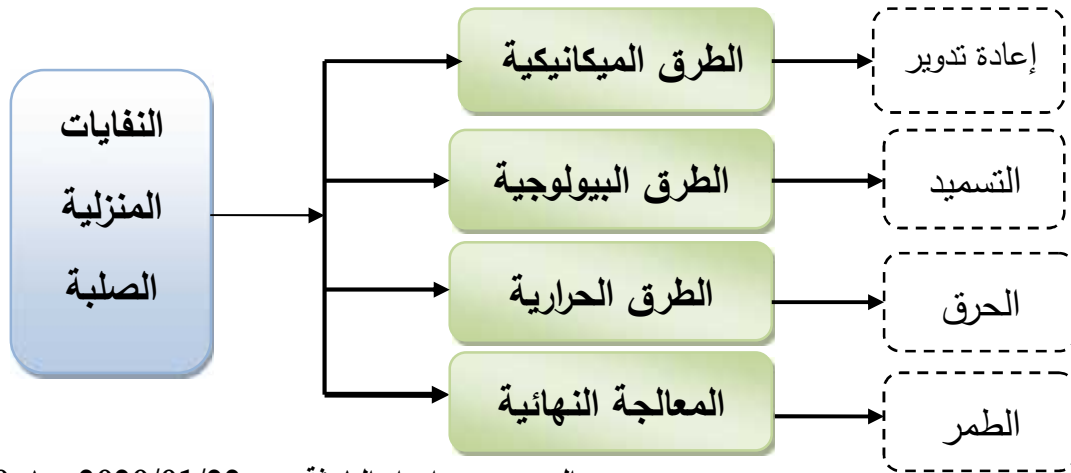 النفايات
المنزلية
الصلبة
الطرق الميكانيكية
إعادة تدوير
الطرق البيولوجية
التسميد
الطرق الحرارية
الحرق
المعالجة النهائية
الطمر